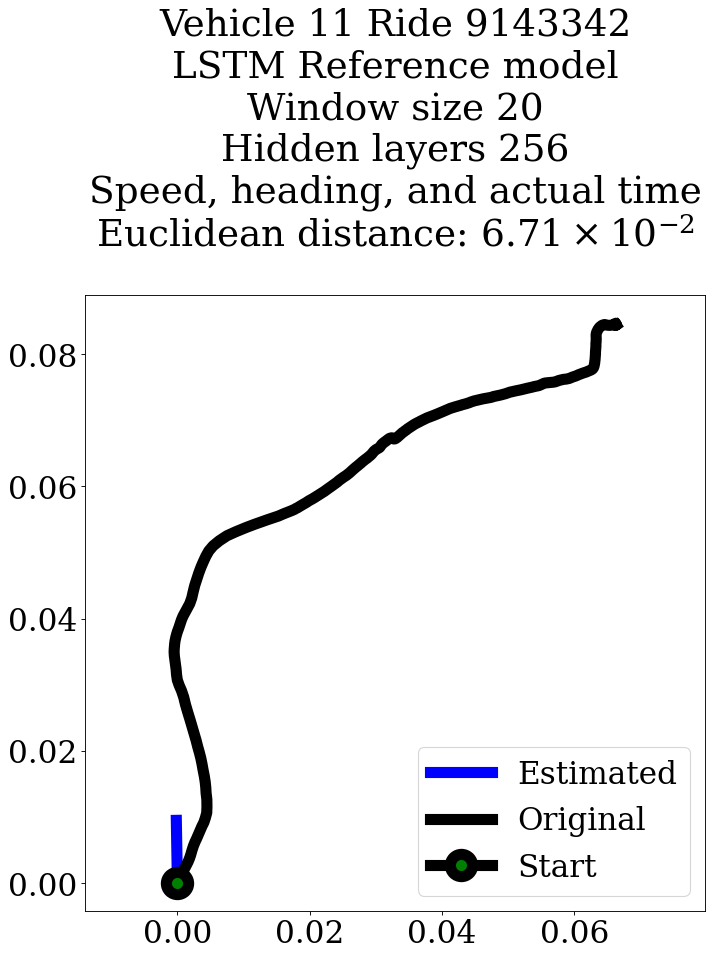 Vehicle 11 Ride 9143342
LSTM Reference model
Window size 20
Hidden layers 256
Speed, heading, and actual time
Euclidean distance: 6.71 × 10⁻²
0.08
0.06
0.04
0.02
0.00
Estimated
Original
Start
0.00 0.02 0.04 0.06